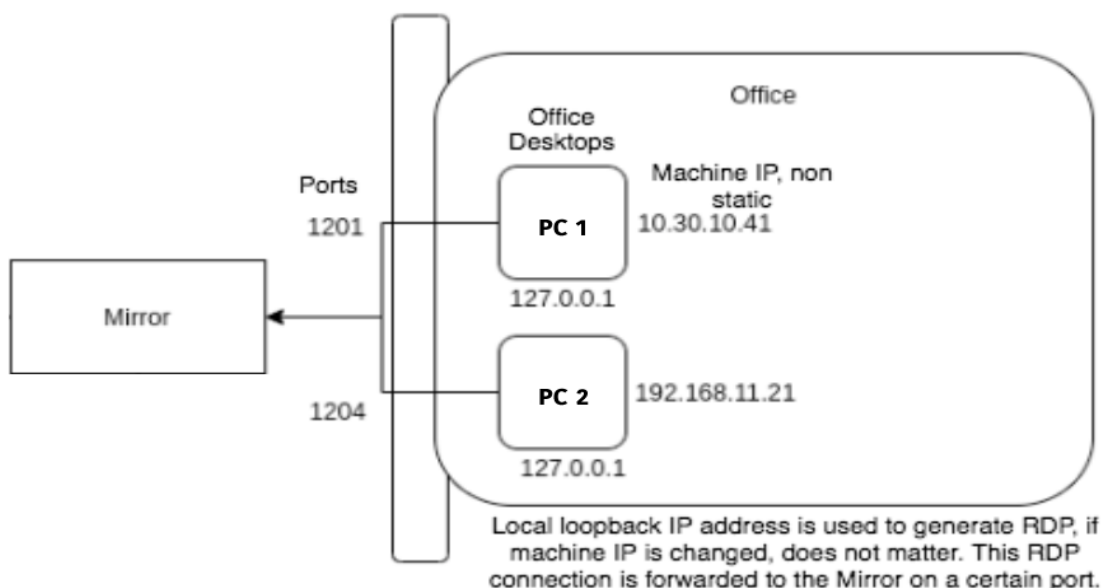 Office
Office
Desktops
Ports
Machine IP, non
static
1201
PC 1
10.30.10.41
127.0.0.1
Mirror
1204
PC 2
192.168.11.21
127.0.0.1
Local loopback IP address is used to generate RDP, if
machine IP is changed, does not matter. This RDP
connection is forwarded to the Mirror on a certain port.